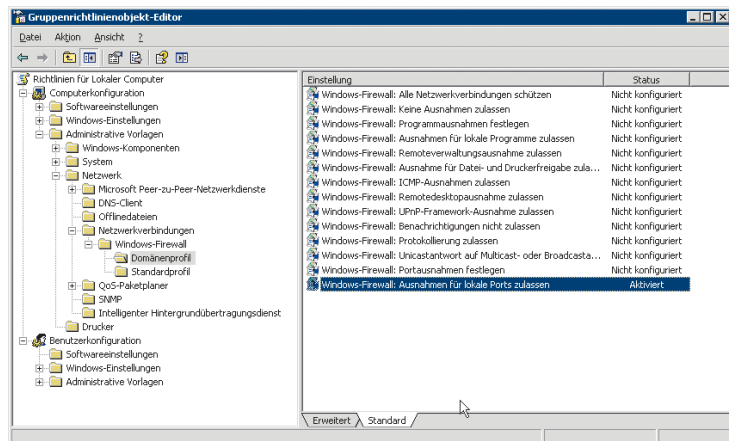 Gruppenrichtlinienobjekt-Editor
Datei Aktion Ansicht ?
Richtlinien für Lokaler Computer
Computerkonfiguration
Softwareeinstellungen
Windows-Einstellungen
Administrative Vorlagen
Windows-Komponenten
System
Netzwerk
Microsoft Peer-zu-Peer-Netzwerkdienste
DNS-Client
Offlinedateien
Netzwerkverbindungen
Windows-Firewall
Domänenprofil
Standardprofil
QoS-Paketplaner
SNMP
Intelligenter Hintergrundübertragungsdienst
Drucker
Benutzerkonfiguration
Softwareeinstellungen
Windows-Einstellungen
Administrative Vorlagen
Einstellung Status
Windows-Firewall: Alle Netzwerkverbindungen schützen Nicht konfiguriert
Windows-Firewall: Keine Ausnahmen zulassen Nicht konfiguriert
Windows-Firewall: Programmausnahmen festlegen Nicht konfiguriert
Windows-Firewall: Ausnahmen für lokale Programme zulassen Nicht konfiguriert
Windows-Firewall: Remoteverwaltungsausnahme zulassen Nicht konfiguriert
Windows-Firewall: Ausnahme für Datei- und Druckerfreigabe zula... Nicht konfiguriert
Windows-Firewall: ICMP-Ausnahmen zulassen Nicht konfiguriert
Windows-Firewall: Remotedesktopausnahme zulassen Nicht konfiguriert
Windows-Firewall: UPnP-Framework-Ausnahme zulassen Nicht konfiguriert
Windows-Firewall: Benachrichtigungen nicht zulassen Nicht konfiguriert
Windows-Firewall: Protokollierung zulassen Nicht konfiguriert
Windows-Firewall: Unicastantwort auf Multicast- oder Broadcasta... Nicht konfiguriert
Windows-Firewall: Portausnahmen festlegen Nicht konfiguriert
Windows-Firewall: Ausnahmen für lokale Ports zulassen Aktiviert
Erweitert Standard